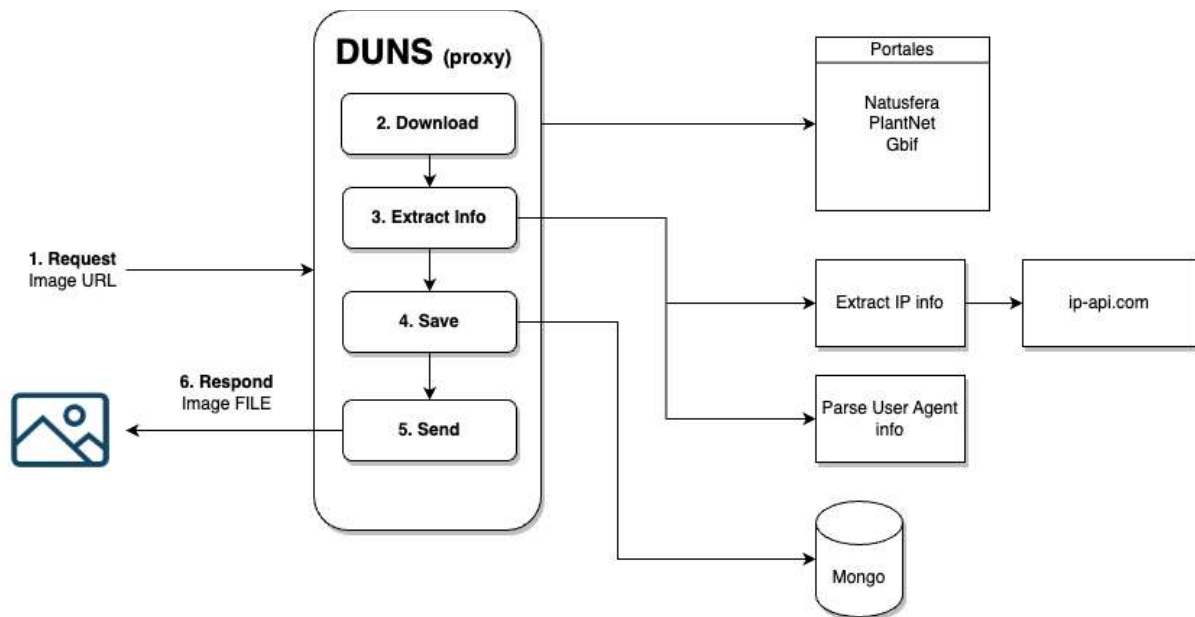 DUNS (proxy)
2. Download
3. Extract Info
4. Save
5. Send
1. Request
Image URL
6. Respond
Image FILE
Portales
Natusfera
PlantNet
Gbif
Extract IP info
ip-api.com
Parse User Agent
info
Mongo